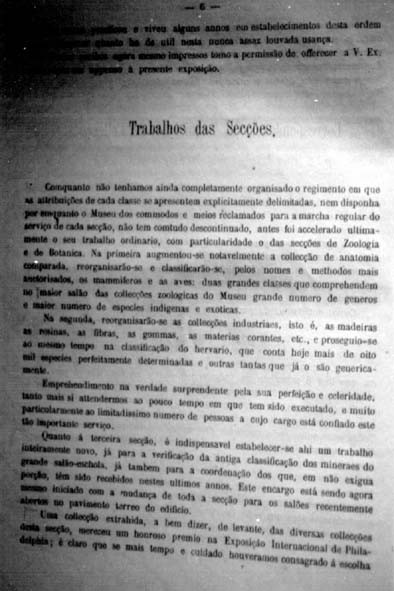 — 6 —
e viveu alguns annos em estabelecimentos desta ordem
quanto ha de util nesta nunca assaz louvada usança.
agora mesmo impressos tomo a permissão de offerecer a V. Ex.
appenso à presente exposição.
Trabalhos das Secções.
Comquanto não tenhamos ainda completamente organisado o regimento em que
as attribuições de cada classe se apresentem explicitamente delimitadas, nem disponha
por emquanto o Museu dos commodos e meios reclamados para a marcha regular do
serviço de cada secção, não tem comtudo descontinuado, antes foi accelerado ultima-
mente o seu trabalho ordinario, com particularidade o das secções de Zoologia
e de Botanica. Na primeira augmentou-se notavelmente a collecção de anatomia
comparada, reorganisarão-se e classificarão-se, pelos nomes e methodos mais
auctorisados, os mammiferos e as aves: duas grandes classes que comprehendem
no maior salão das collecções zoologicas do Museu grande numero de generos
e maior numero de especies indigenas e exoticas.
Na segunda, reorganisarão-se as collecções industriaes, isto é, as madeiras
as resinas, as fibras, as gommas, as materias corantes, etc., e proseguio-se
ao mesmo tempo na classificação do hervario, que conta hoje mais de oito
mil especies perfeitamente determinadas e outras tantas que já o são generica-
mente.
Emprehendimento na verdade surprendente pela sua perfeição e celeridade,
tanto mais si attendermos ao pouco tempo em que tem sido executado, e muito
particularmente ao limitadissimo numero de pessoas a cujo cargo está confiado este
tão importante serviço.
Quanto á terceira secção, é indispensavel estabelecer-se ahi um trabalho
inteiramente novo, já para a verificação da antiga classificação dos mineraes do
grande salão-eschola, já tambem para a coordenação dos que, em não exigua
porção, têm sido recebidos nestes ultimos annos. Este encargo está sendo agora
mesmo iniciado com a mudança de toda a secção para os salões recentemente
abertos no pavimento terreo do edificio.
Uma collecção extrahida, a bem dizer, de levante, das diversas collecções
desta secção, mereceu um honroso premio na Exposição Internacional de Phila-
delphia; é claro que se mais tempo e cuidado houveramos consagrado á escolha